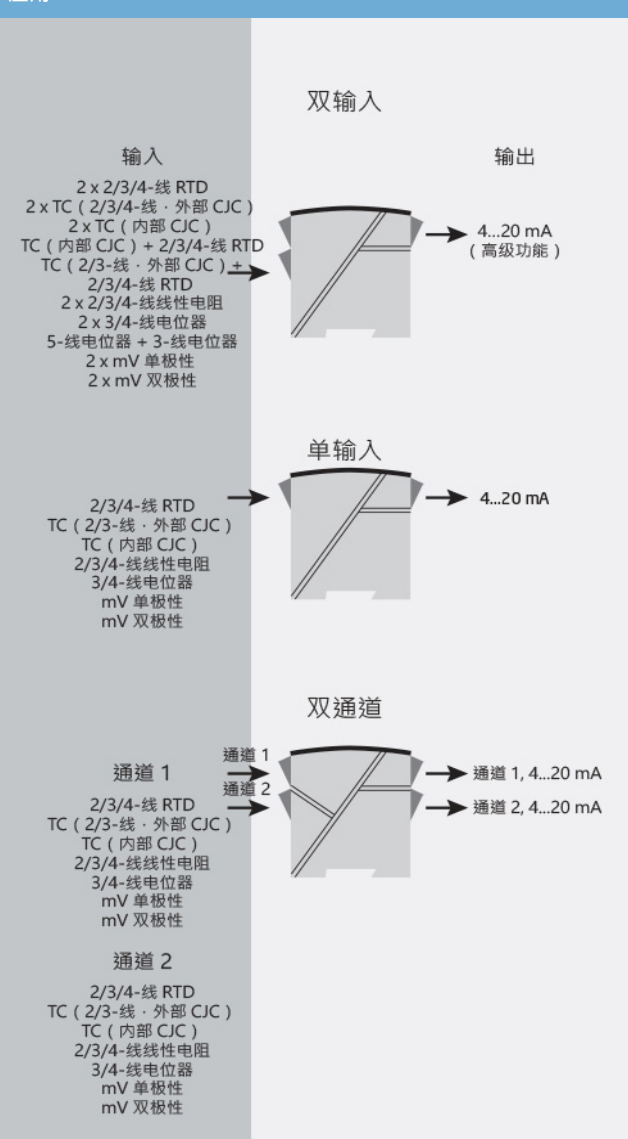 双输入
输入
输出
2 x 2/3/4-线 RTD
2 x TC（2/3/4-线 · 外部 CJC）
2 x TC（内部 CJC）
TC（内部 CJC）+ 2/3/4-线 RTD
TC（2/3-线 · 外部 CJC）+
2/3/4-线 RTD
2 x 2/3/4-线线性电阻
2 x 3/4-线电位器
5-线电位器 + 3-线电位器
2 x mV 单极性
2 x mV 双极性
4...20 mA
（高级功能）
单输入
2/3/4-线 RTD
TC（2/3-线 · 外部 CJC）
TC（内部 CJC）
2/3/4-线线性电阻
3/4-线电位器
mV 单极性
mV 双极性
4...20 mA
双通道
通道 1
通道 2
通道 1, 4...20 mA
通道 2, 4...20 mA
通道 1
2/3/4-线 RTD
TC（2/3-线 · 外部 CJC）
TC（内部 CJC）
2/3/4-线线性电阻
3/4-线电位器
mV 单极性
mV 双极性
通道 2
2/3/4-线 RTD
TC（2/3-线 · 外部 CJC）
TC（内部 CJC）
2/3/4-线线性电阻
3/4-线电位器
mV 单极性
mV 双极性